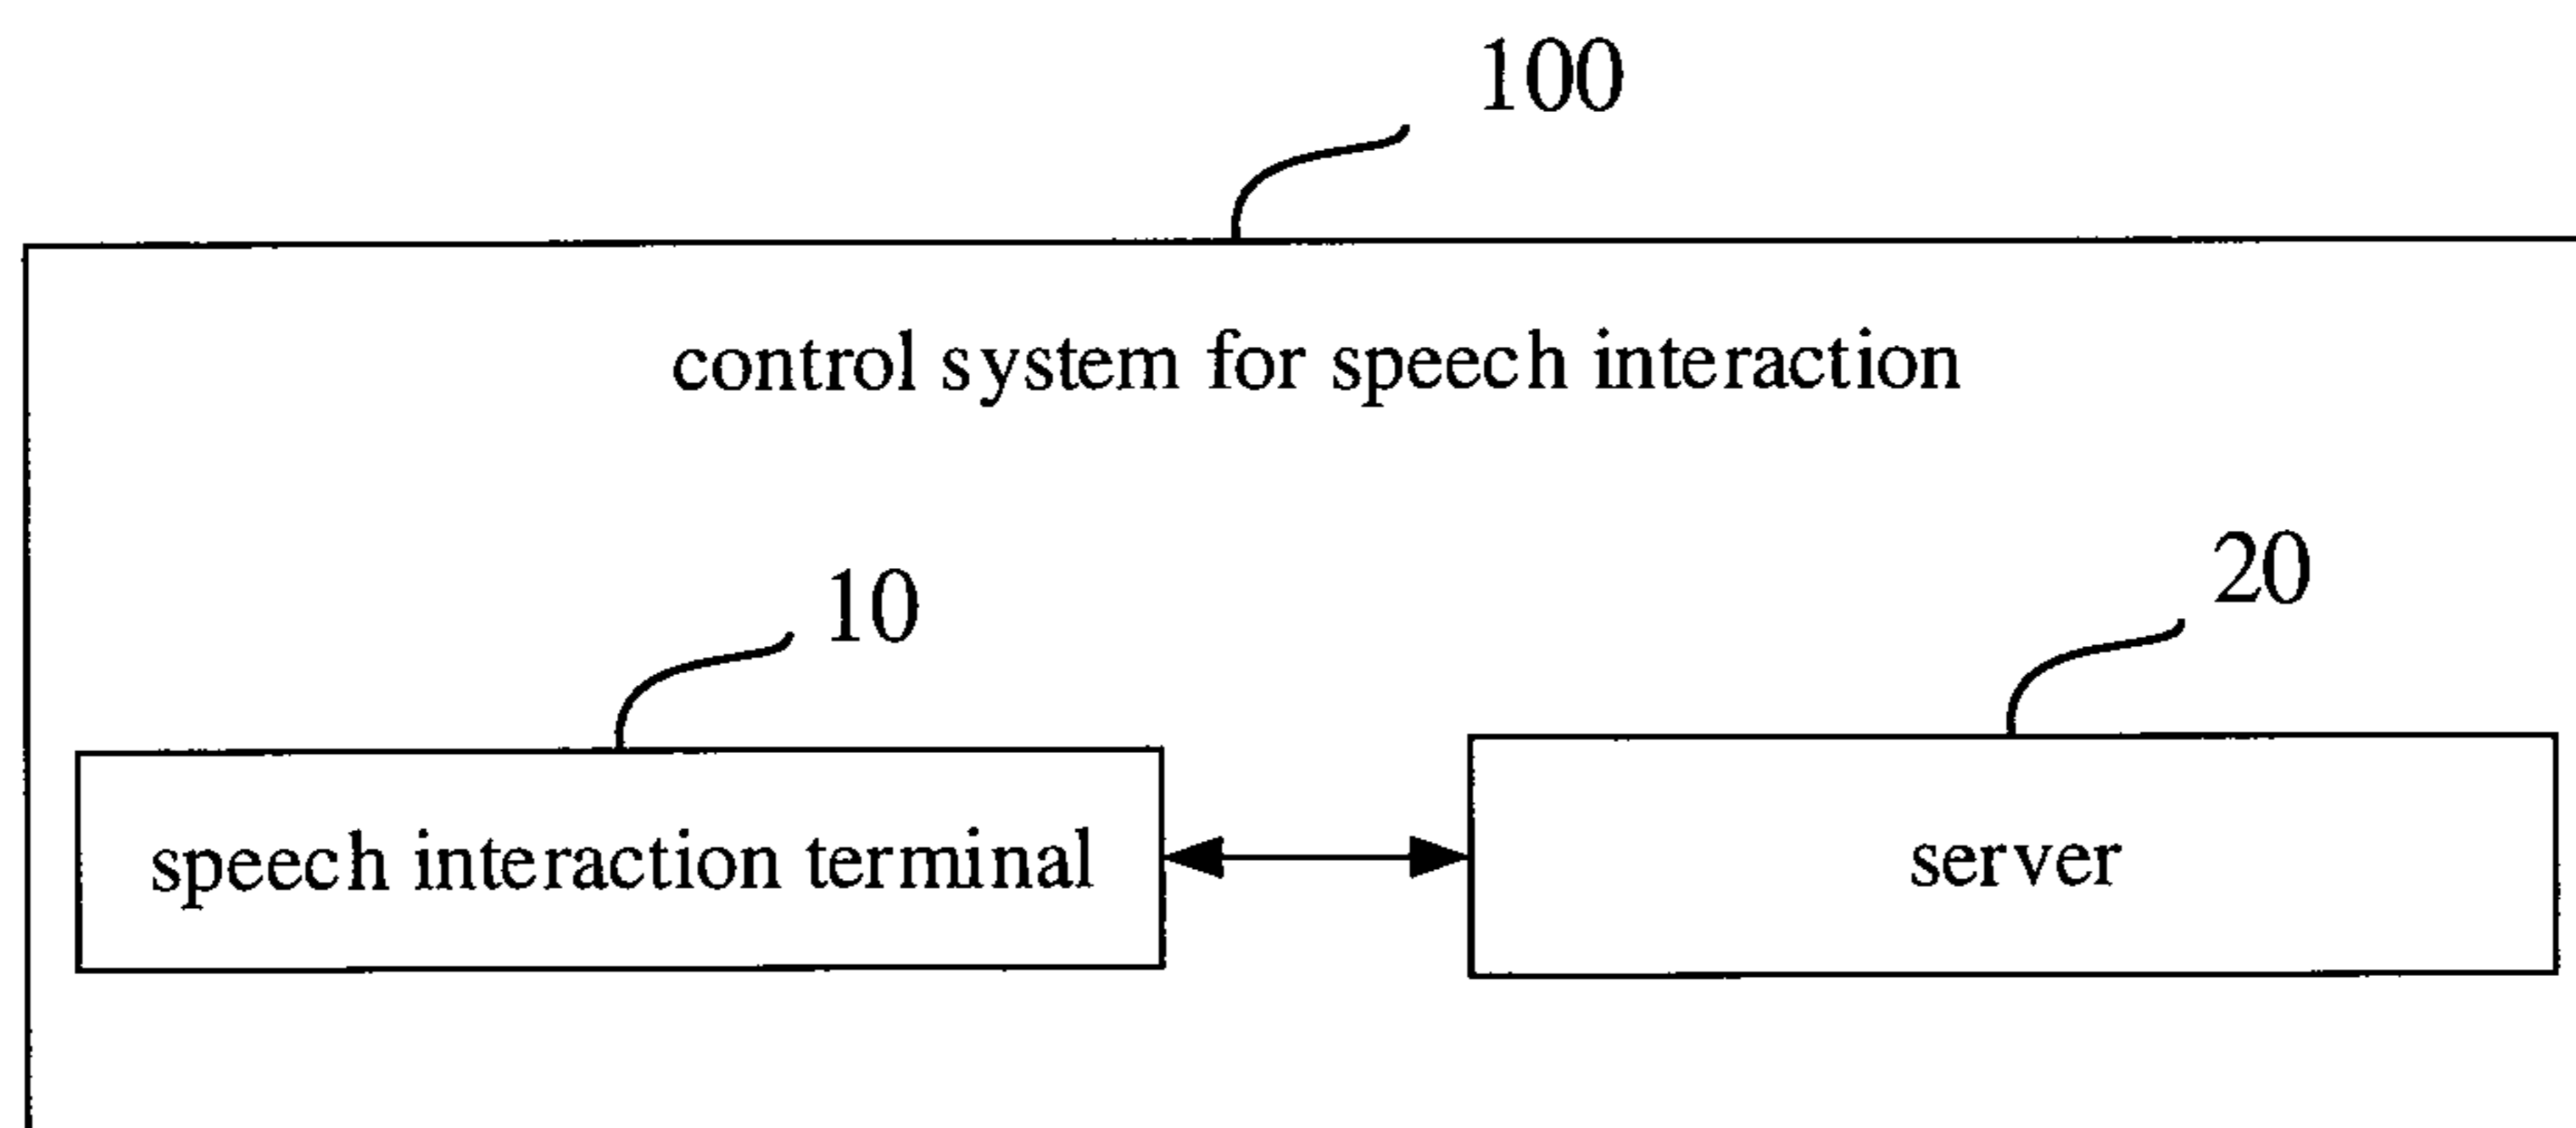 100
control system for speech interaction
10
20
speech interaction terminal
server